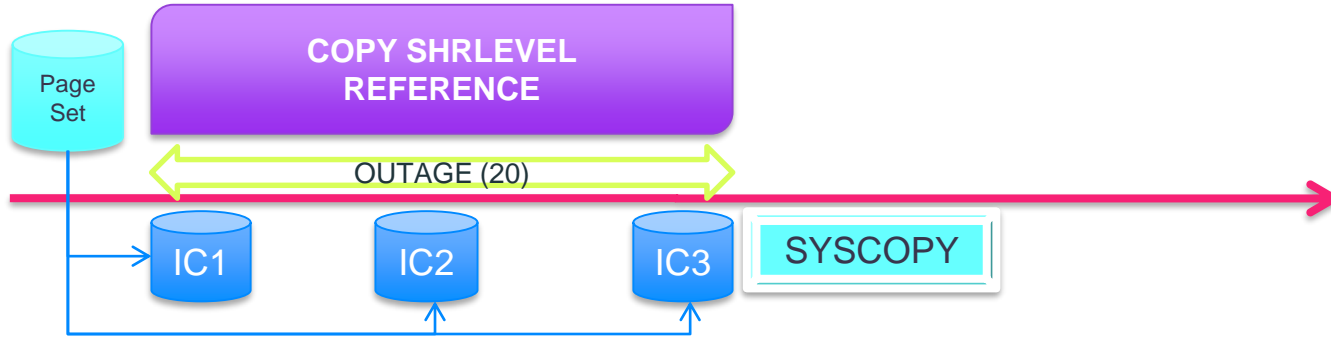 COPY SHRLEVEL
REFERENCE
Page
Set
OUTAGE (20)
IC1
IC2
IC3
SYSCOPY